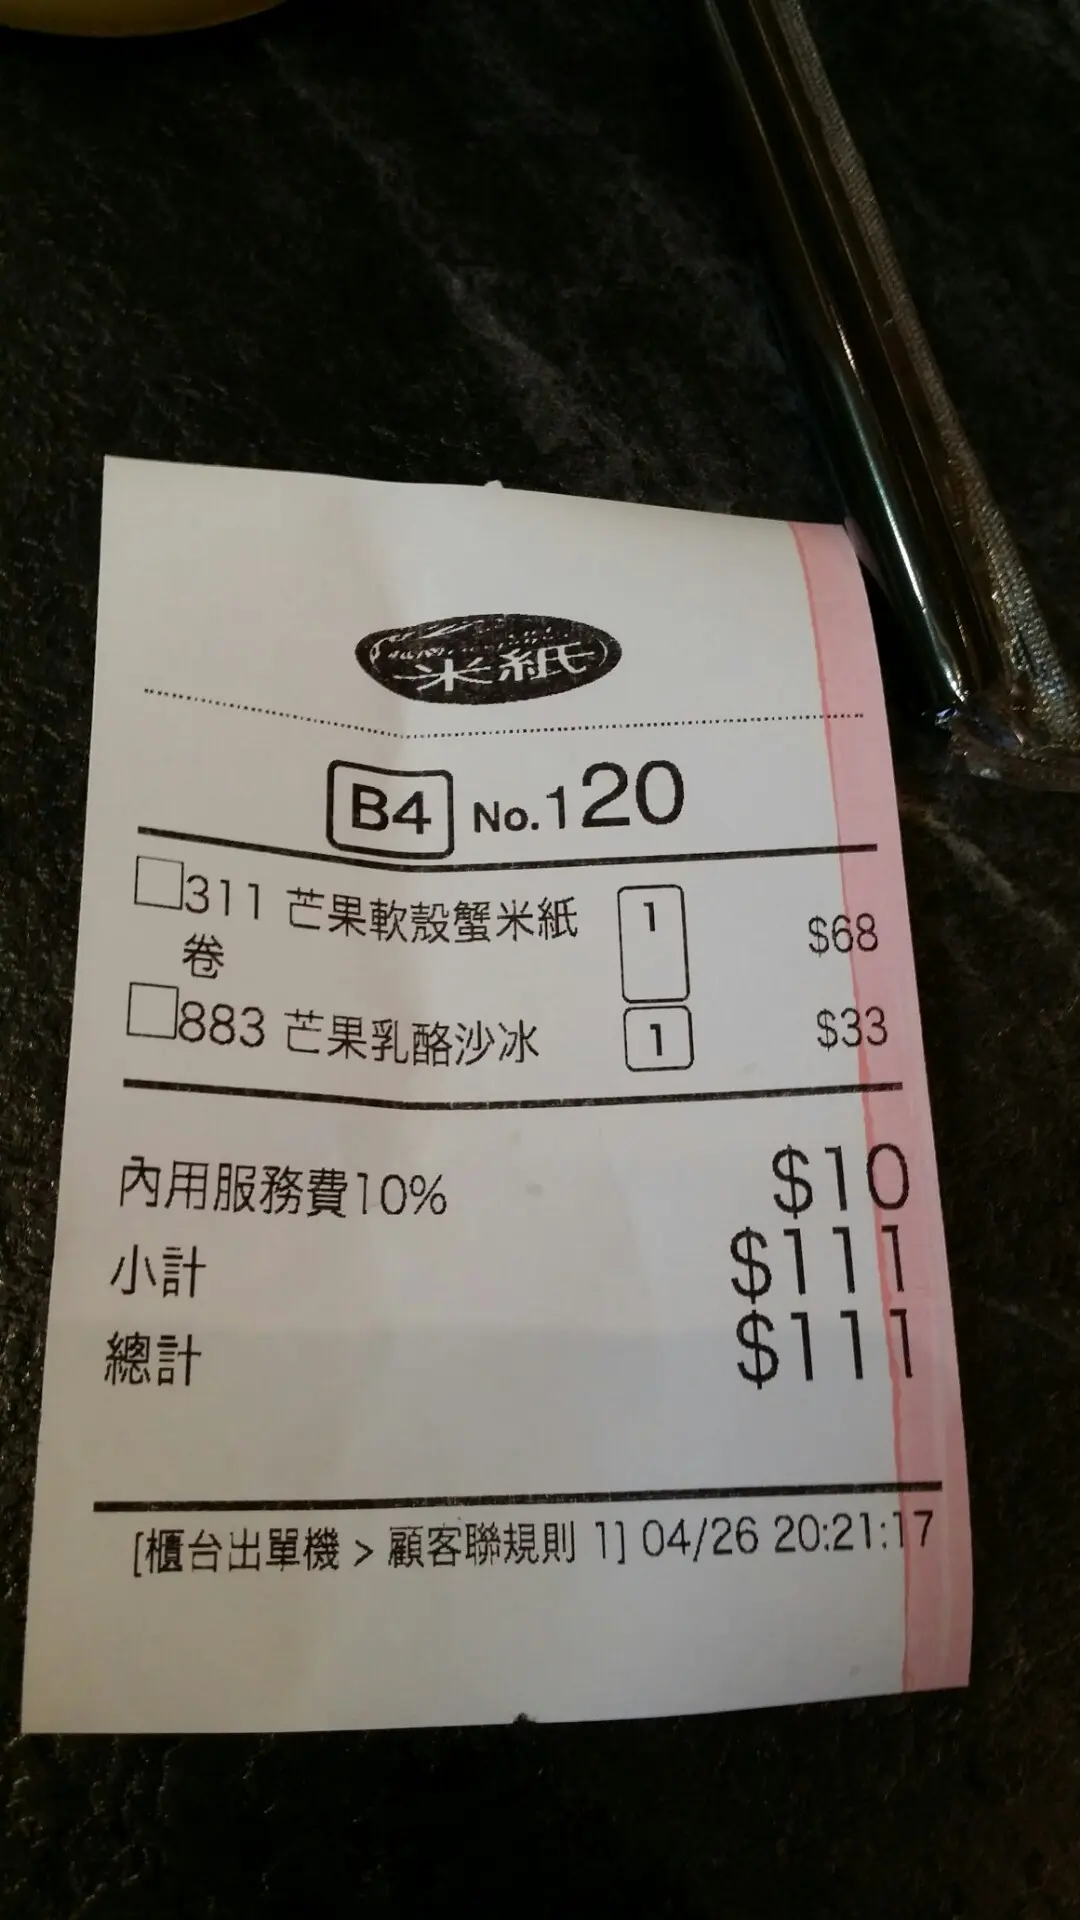 米紙
B4 No.120
311 芒果軟殼蟹米紙 1 $68
卷
883 芒果乳酪沙冰 1 $33
內用服務費10% $10
小計 $111
總計 $111
[櫃台出單機 > 顧客聯規則 1] 04/26 20:21:17